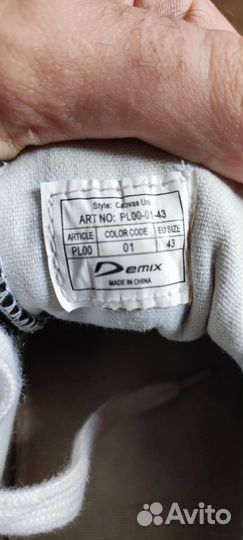 Style: Canvas Uni
ART NO: PL00-01-43
ARTICLE COLOR CODE EU SIZE
PL00 01 43
Demix
MADE IN CHINA
Avito